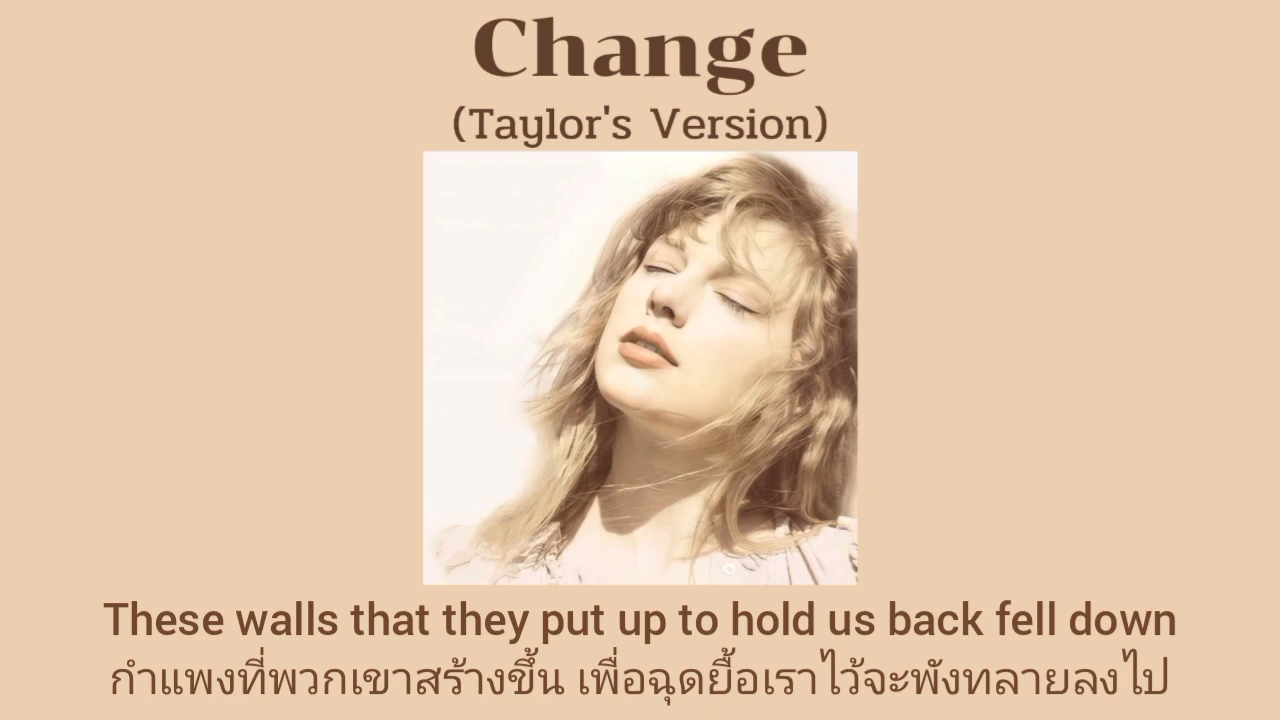 Change
(Taylor's Version)
These walls that they put up to hold us back fell down
กำแพงที่พวกเขาสร้างขึ้น เพื่อฉุดยื้อเราไว้จะพังทลายลงไป